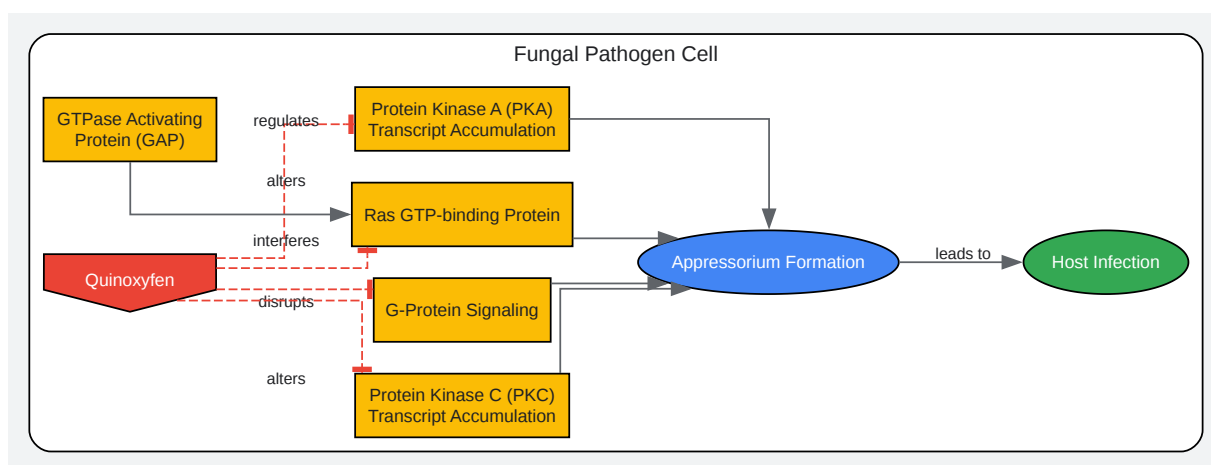 Fungal Pathogen Cell
GTPase Activating
Protein (GAP)
regulates
Protein Kinase A (PKA)
Transcript Accumulation
alters
Ras GTP-binding Protein
interferes
Quinoxyfen
disrupts
G-Protein Signaling
Appressorium Formation
leads to
Host Infection
alters
Protein Kinase C (PKC)
Transcript Accumulation